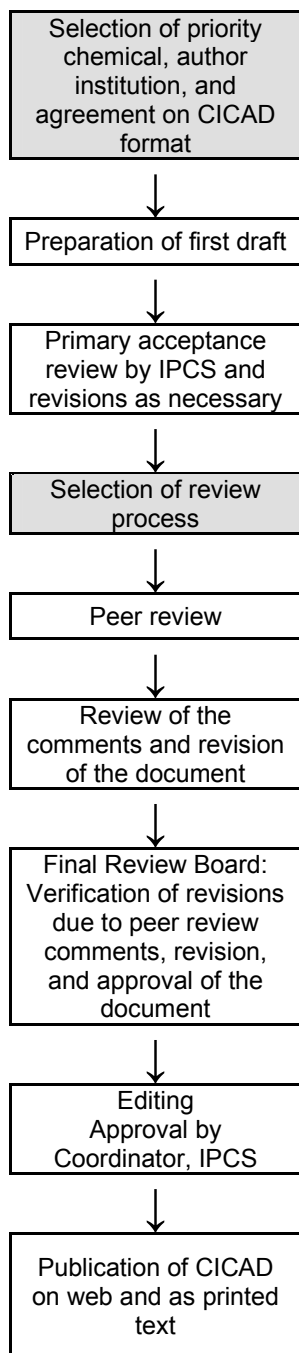 Selection of priority
chemical, author
institution, and
agreement on CICAD
format
Preparation of first draft
Primary acceptance
review by IPCS and
revisions as necessary
Selection of review
process
Peer review
Review of the
comments and revision
of the document
Final Review Board:
Verification of revisions
due to peer review
comments, revision,
and approval of the
document
Editing
Approval by
Coordinator, IPCS
Publication of CICAD
on web and as printed
text